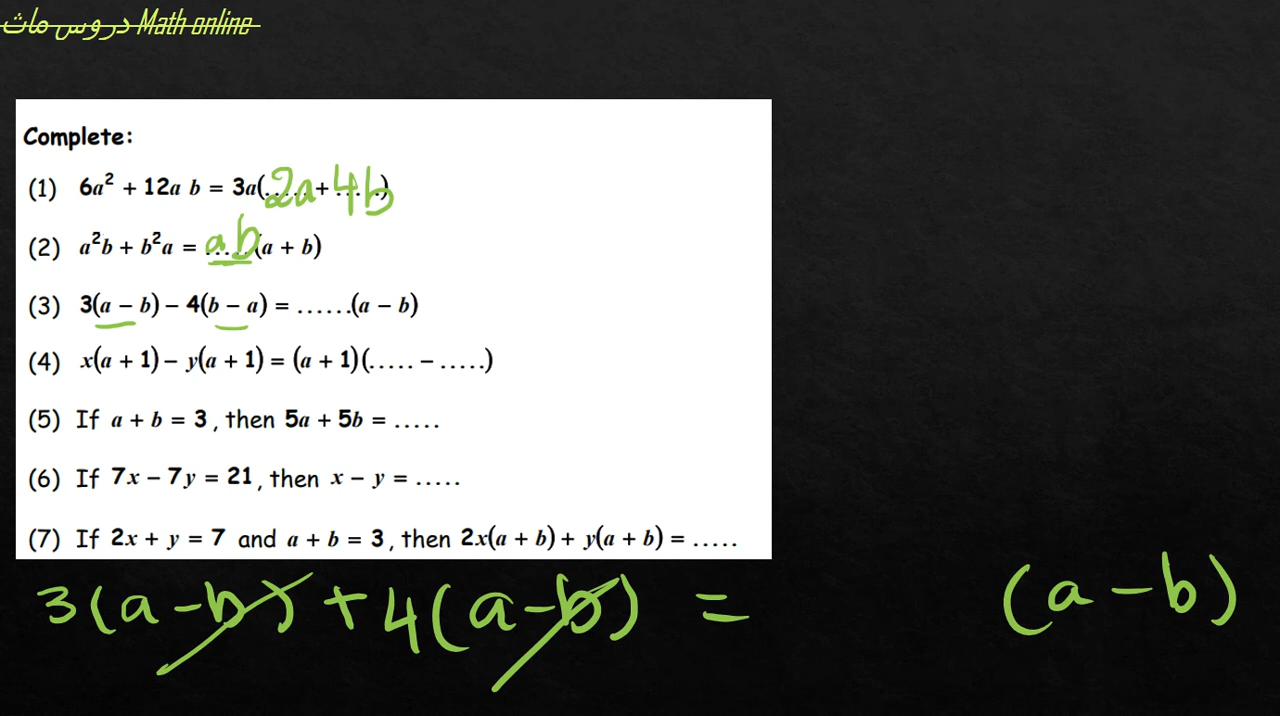 دروس ماث Math online
Complete:
(1) 6a² + 12a b = 3a(2a + 4b)
(2) a²b + b²a = ab (a + b)
(3) 3(a − b) − 4(b − a) = ......(a − b)
(4) x(a + 1) − y(a + 1) = (a + 1)(..... − .....)
(5) If a + b = 3, then 5a + 5b = .....
(6) If 7x − 7y = 21, then x − y = .....
(7) If 2x + y = 7 and a + b = 3, then 2x(a + b) + y(a + b) = .....
3(a − b) + 4(a − b) = (a − b)